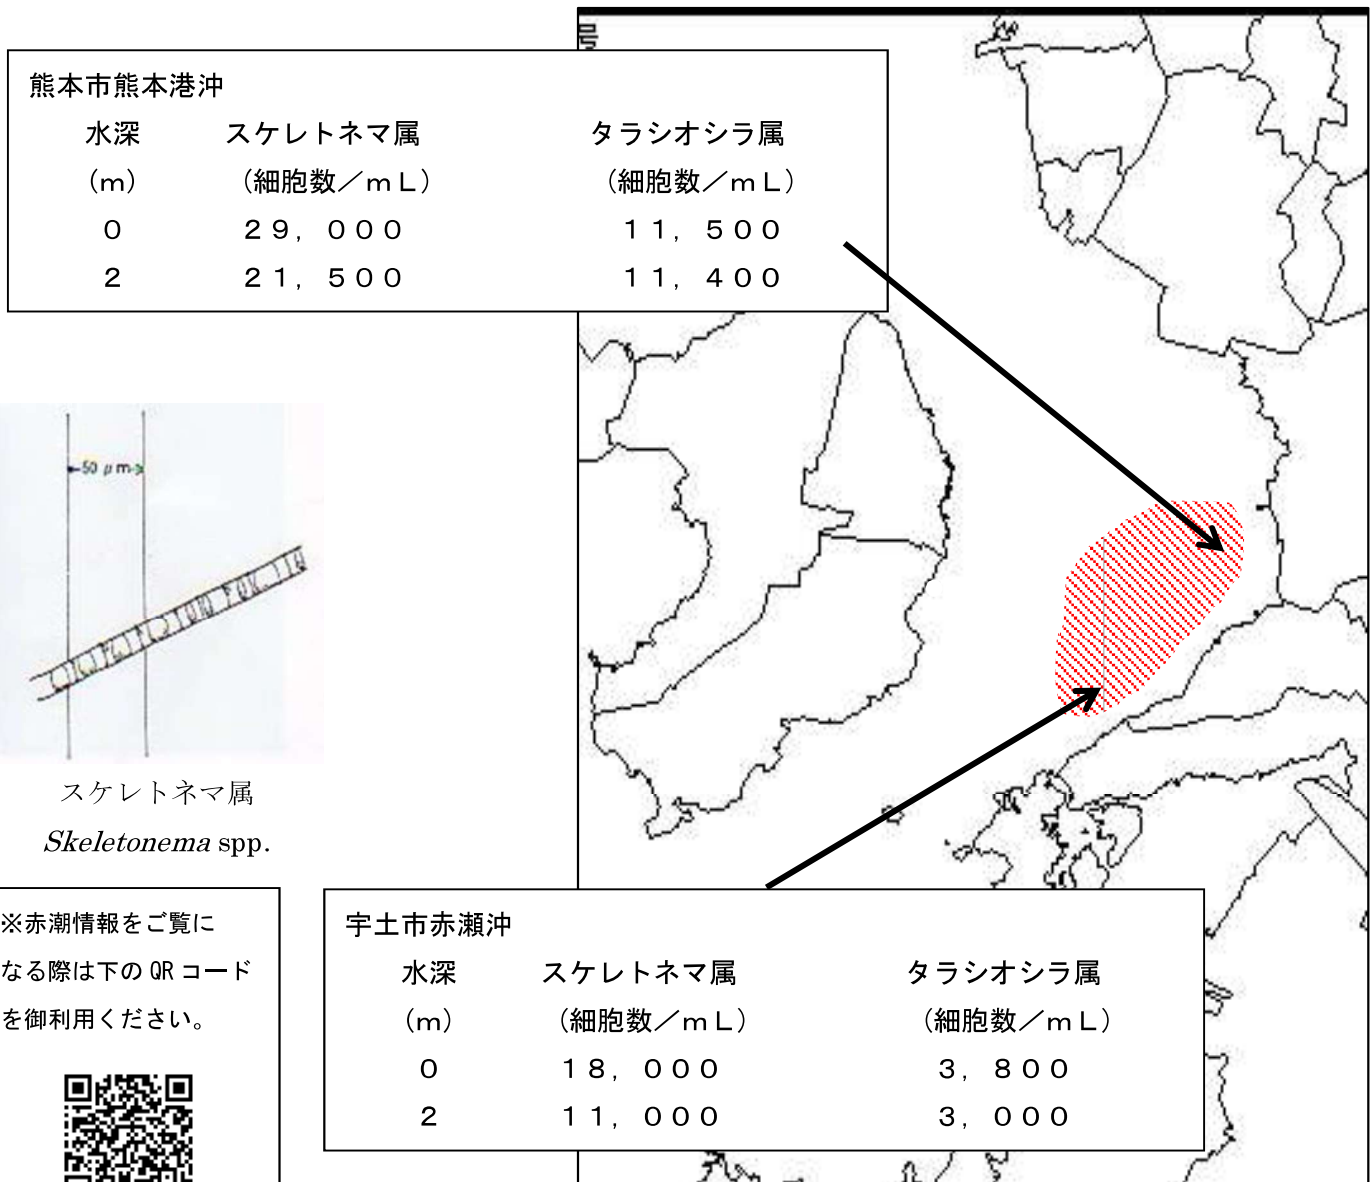 号
熊本市熊本港沖
水深 スケレトネマ属 タラシオシラ属
（m） （細胞数／ｍＬ） （細胞数／ｍＬ）
０ ２９，０００ １１，５００
２ ２１，５００ １１，４００
50 μm
スケレトネマ属
Skeletonema spp.
※赤潮情報をご覧に
なる際は下の QR コード
を御利用ください。
宇土市赤瀬沖
水深 スケレトネマ属 タラシオシラ属
（m） （細胞数／ｍＬ） （細胞数／ｍＬ）
０ １８，０００ ３，８００
２ １１，０００ ３，０００